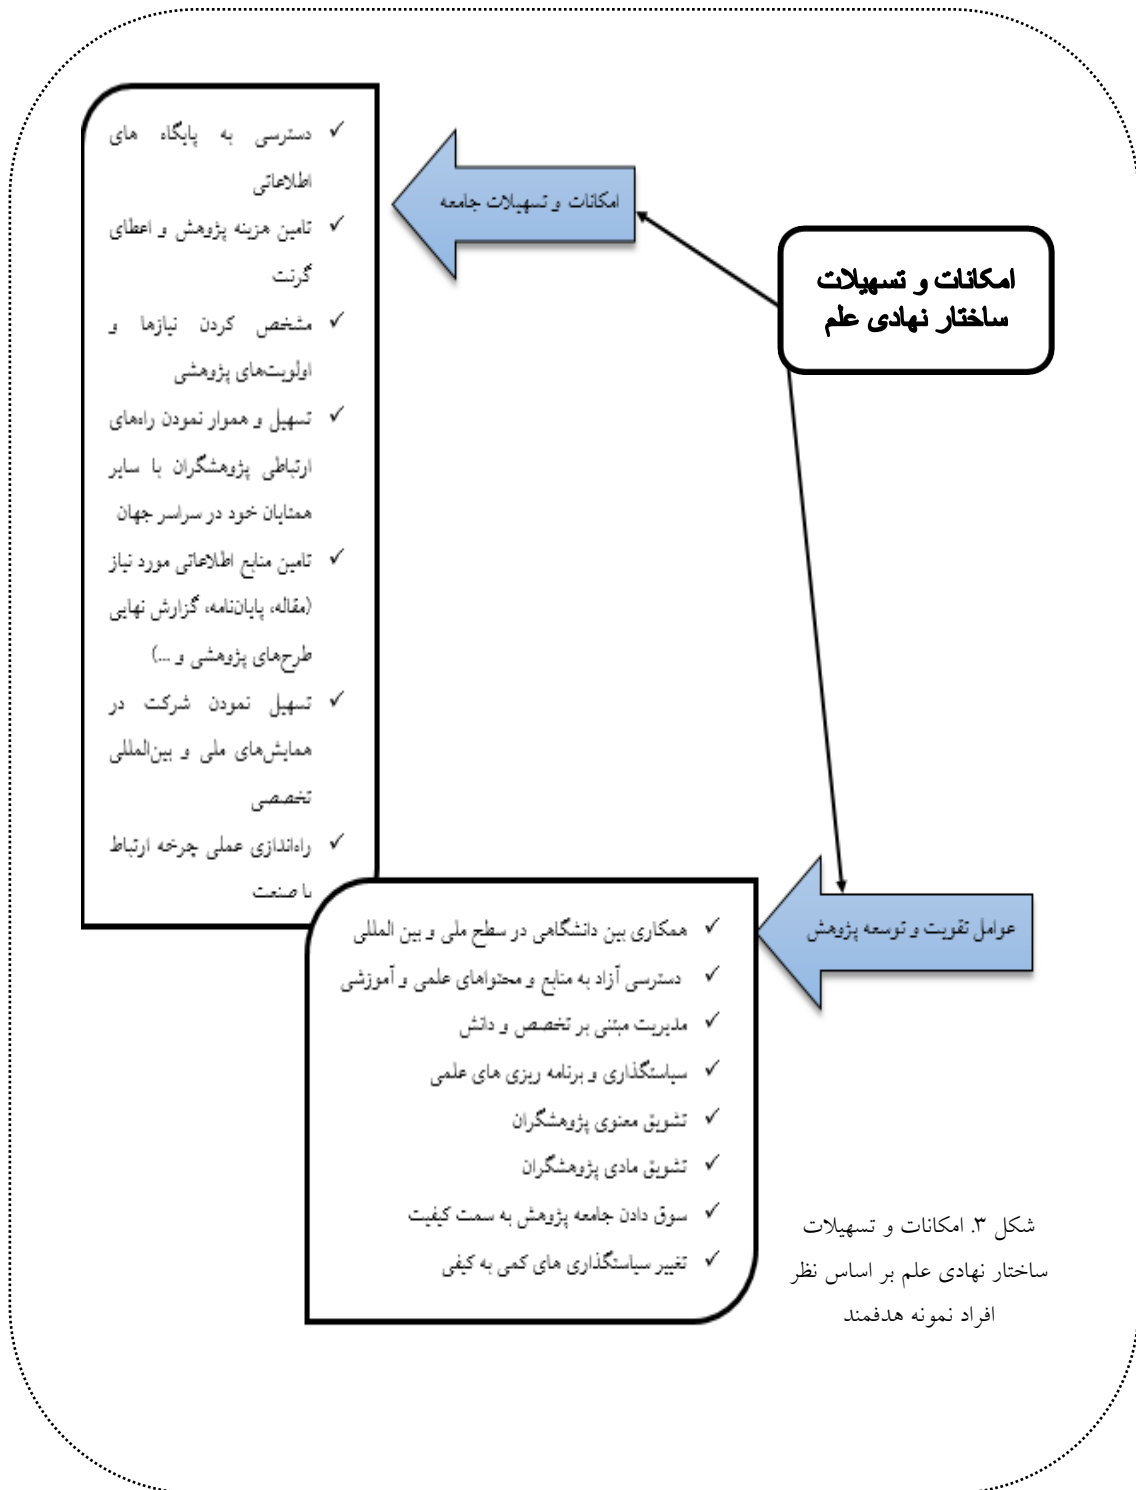 امکانات و تسهیلات
ساختار نهادی علم
امکانات و تسهیلات جامعه
✓ دسترسی به پایگاه های
اطلاعاتی
✓ تامین هزینه پژوهش و اعطای
گرنت
✓ مشخص کردن نیازها و
اولویت‌های پژوهشی
✓ تسهیل و هموار نمودن راه‌های
ارتباطی پژوهشگران با سایر
همتایان خود در سراسر جهان
✓ تامین منابع اطلاعاتی مورد نیاز
(مقاله، پایان‌نامه، گزارش نهایی
طرح‌های پژوهشی و ...)
✓ تسهیل نمودن شرکت در
همایش‌های ملی و بین‌المللی
تخصصی
✓ راه‌اندازی عملی چرخه ارتباط
با صنعت
عوامل تقویت و توسعه پژوهش
✓ همکاری بین دانشگاهی در سطح ملی و بین المللی
✓ دسترسی آزاد به منابع و محتواهای علمی و آموزشی
✓ مدیریت مبتنی بر تخصص و دانش
✓ سیاستگذاری و برنامه ریزی های علمی
✓ تشویق معنوی پژوهشگران
✓ تشویق مادی پژوهشگران
✓ سوق دادن جامعه پژوهش به سمت کیفیت
✓ تغییر سیاستگذاری های کمی به کیفی
شکل ۳. امکانات و تسهیلات
ساختار نهادی علم بر اساس نظر
افراد نمونه هدفمند